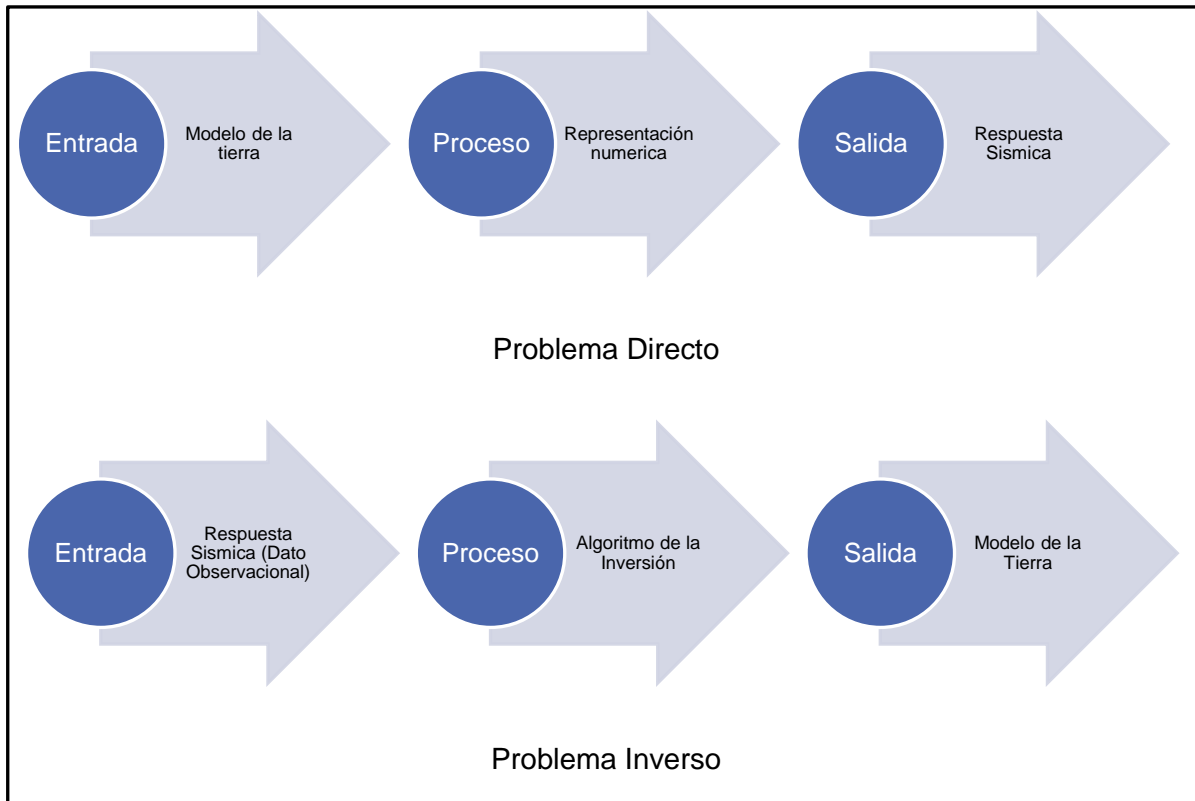 Entrada
Modelo de la
tierra
Proceso
Representación
numerica
Salida
Respuesta
Sismica
Problema Directo
Entrada
Respuesta
Sismica (Dato
Observacional)
Proceso
Algoritmo de la
Inversión
Salida
Modelo de la
Tierra
Problema Inverso